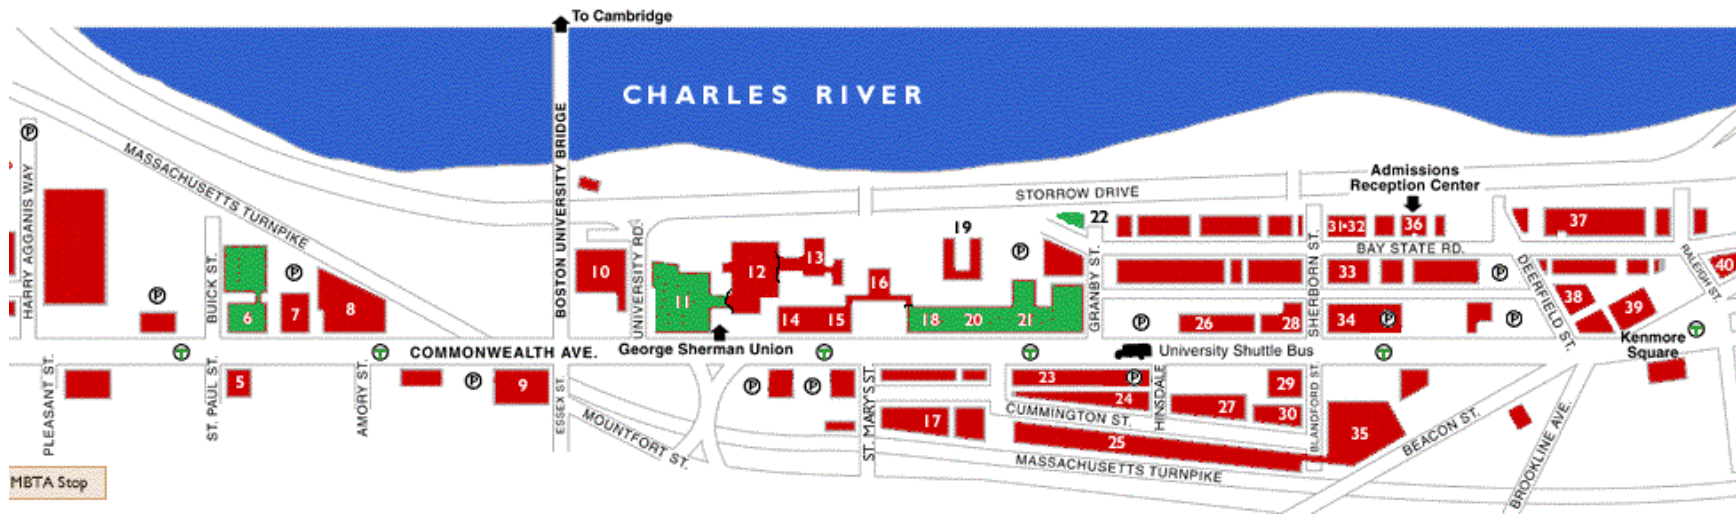 To Cambridge
CHARLES RIVER
BOSTON UNIVERSITY BRIDGE
P
HARRY AGGANIS WAY
MASSACHUSETTS TURNPIKE
Admissions
Reception Center
STORROW DRIVE
22
19
31•32
36
37
BAY STATE RD.
P
P
P
BUICK ST.
UNIVERSITY RD.
10
11
12
13
16
GRANBY ST.
SHERBORN ST.
33
P
DEERFIELD ST.
RALEIGH ST.
40
38
39
6
7
8
14
15
18
20
21
P
26
28
34
P
P
Kenmore
Square
T
T
T
COMMONWEALTH AVE.
George Sherman Union
T
T
University Shuttle Bus
T
PLEASANT ST.
ST. PAUL ST.
5
AMORY ST.
P
9
ESSEX ST.
MOUNTFORT ST.
P
P
ST. MARY'S ST.
23
P
24
CUMMINGTON ST.
HINSDALE
27
29
30
BLANDFORD ST.
17
25
35
BEACON ST.
BROOKLINE AVE.
MASSACHUSETTS TURNPIKE
MBTA Stop